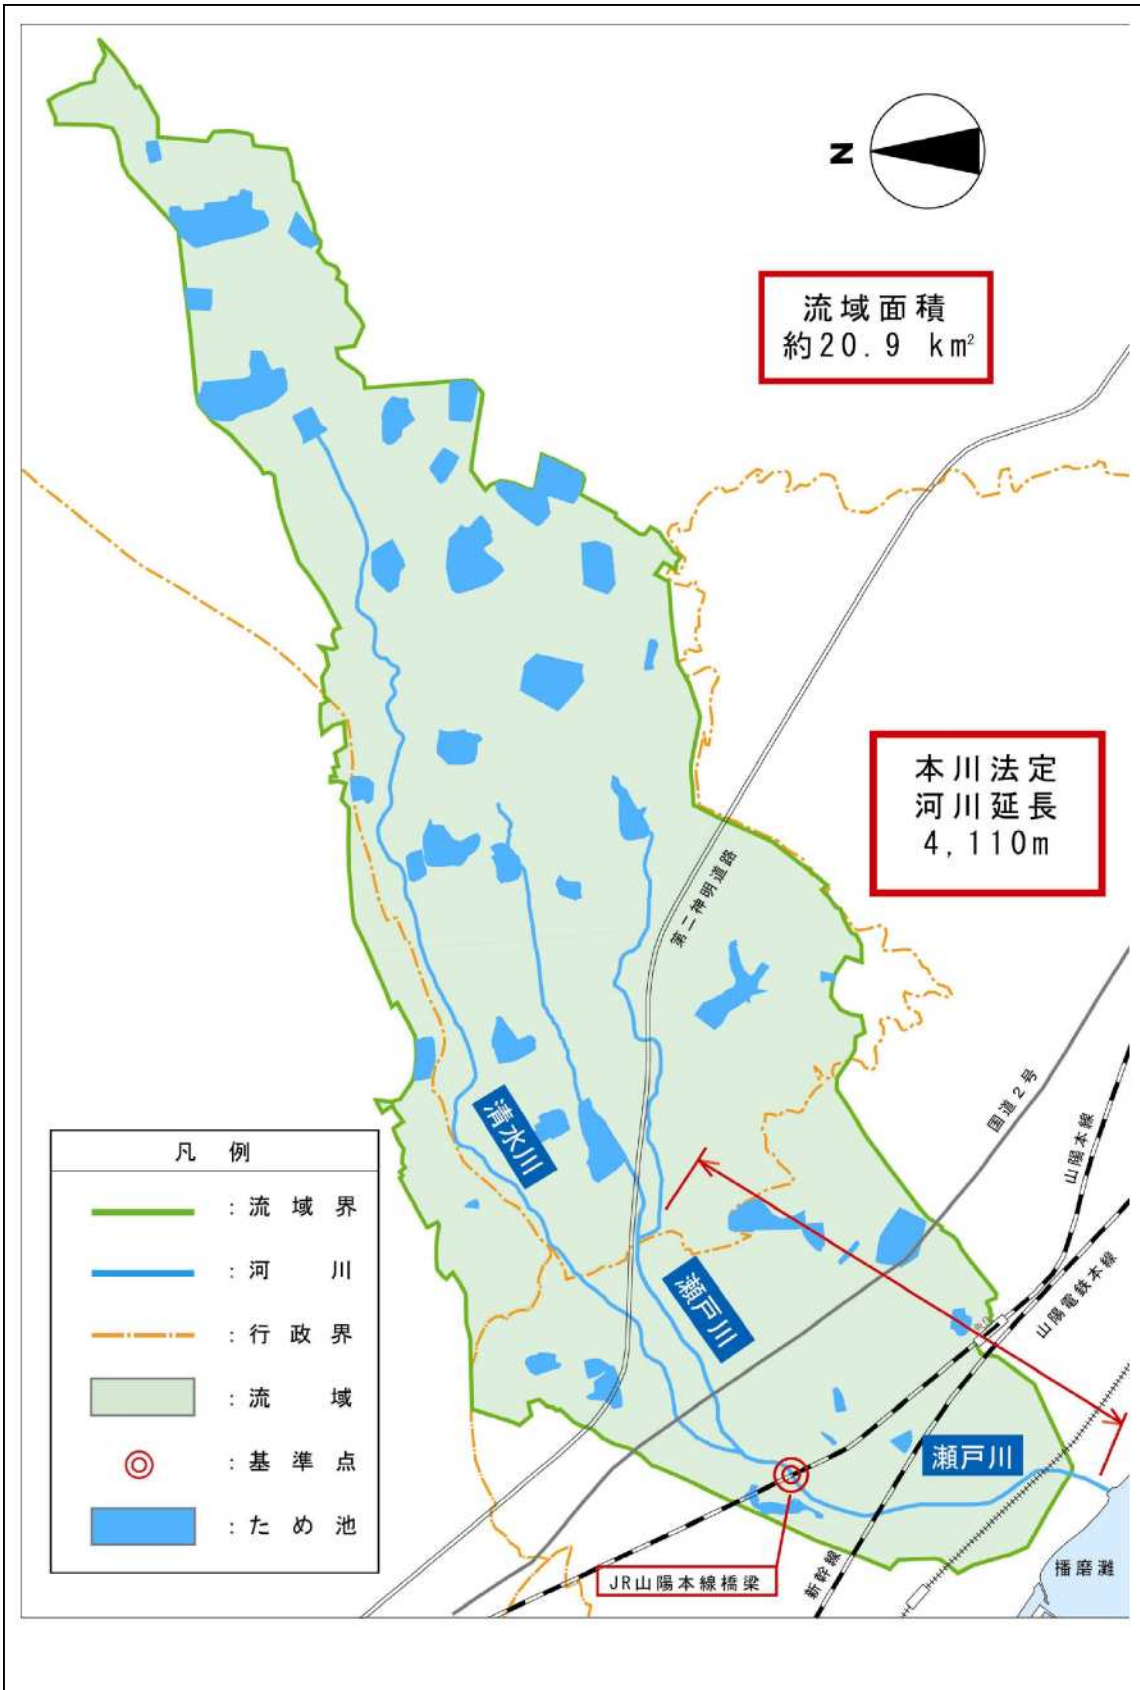 N
流域面積
約20.9 km²
本川法定
河川延長
4,110m
第二神明道路
国道2号
山陽本線
山陽電鉄本線
清水川
瀬戸川
瀬戸川
新幹線
JR山陽本線橋梁
播磨灘
凡 例
：流 域 界
：河 川
：行 政 界
：流 域
：基 準 点
：た め 池